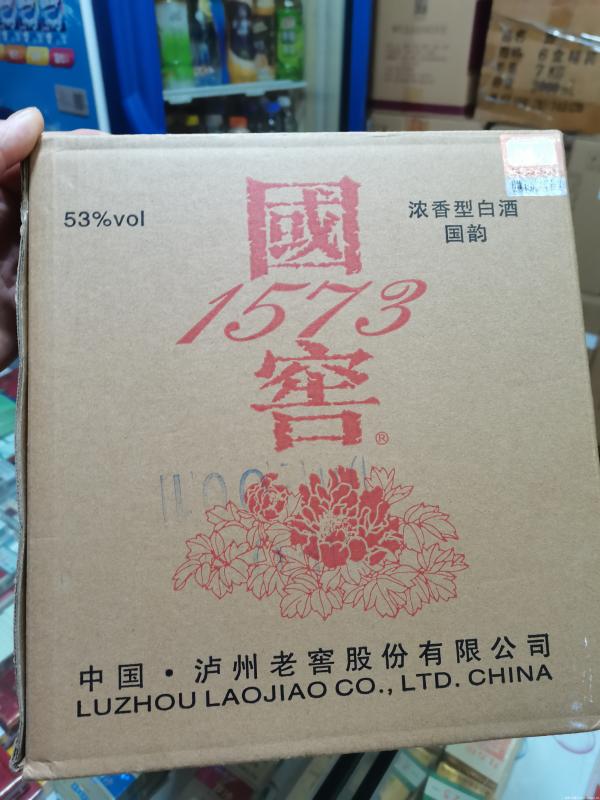 53%vol
浓香型白酒
国韵
國
1573
窖
®
中国·泸州老窖股份有限公司
LUZHOU LAOJIAO CO., LTD. CHINA